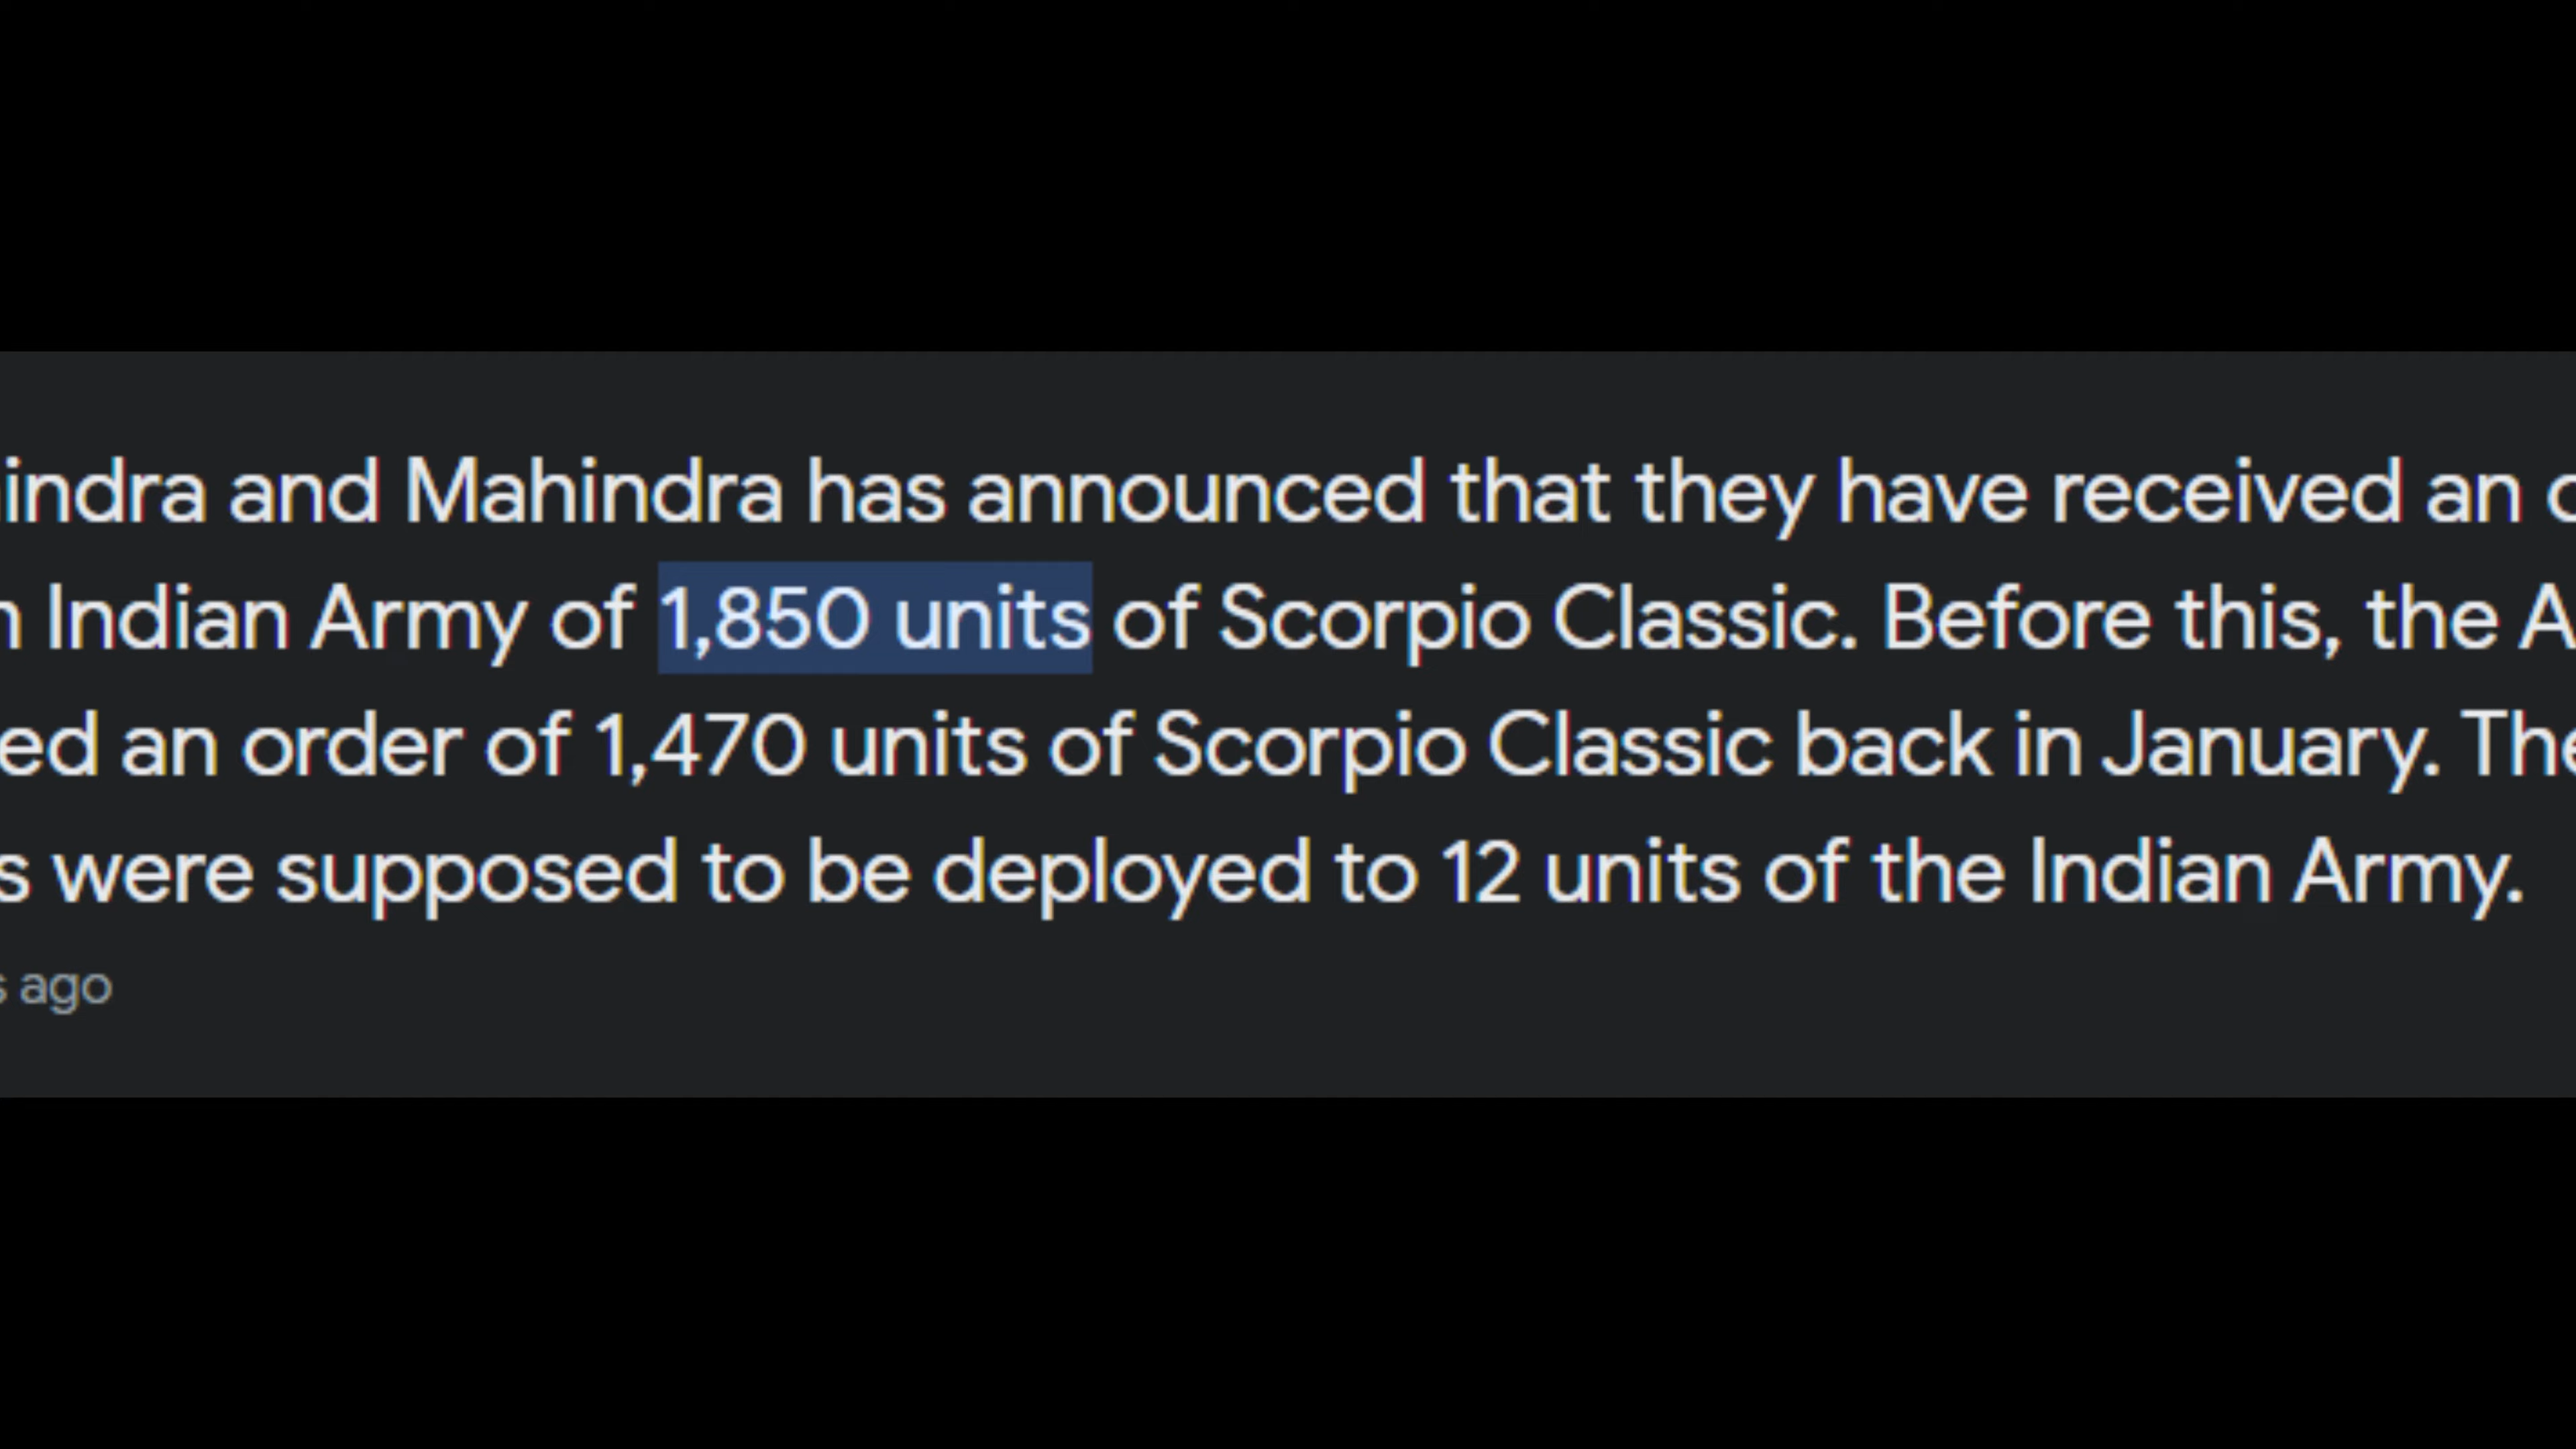 indra and Mahindra has announced that they have received an
Indian Army of 1,850 units of Scorpio Classic. Before this, the A
ed an order of 1,470 units of Scorpio Classic back in January. The
s were supposed to be deployed to 12 units of the Indian Army.
s ago